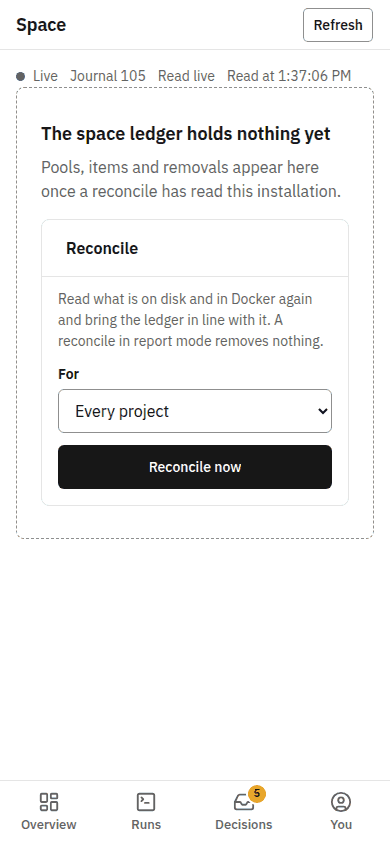 Space
Refresh
Live Journal 105 Read live Read at 1:37:06 PM
The space ledger holds nothing yet
Pools, items and removals appear here
once a reconcile has read this installation.
Reconcile
Read what is on disk and in Docker again
and bring the ledger in line with it. A
reconcile in report mode removes nothing.
For
Every project
Reconcile now
5
Overview Runs Decisions You